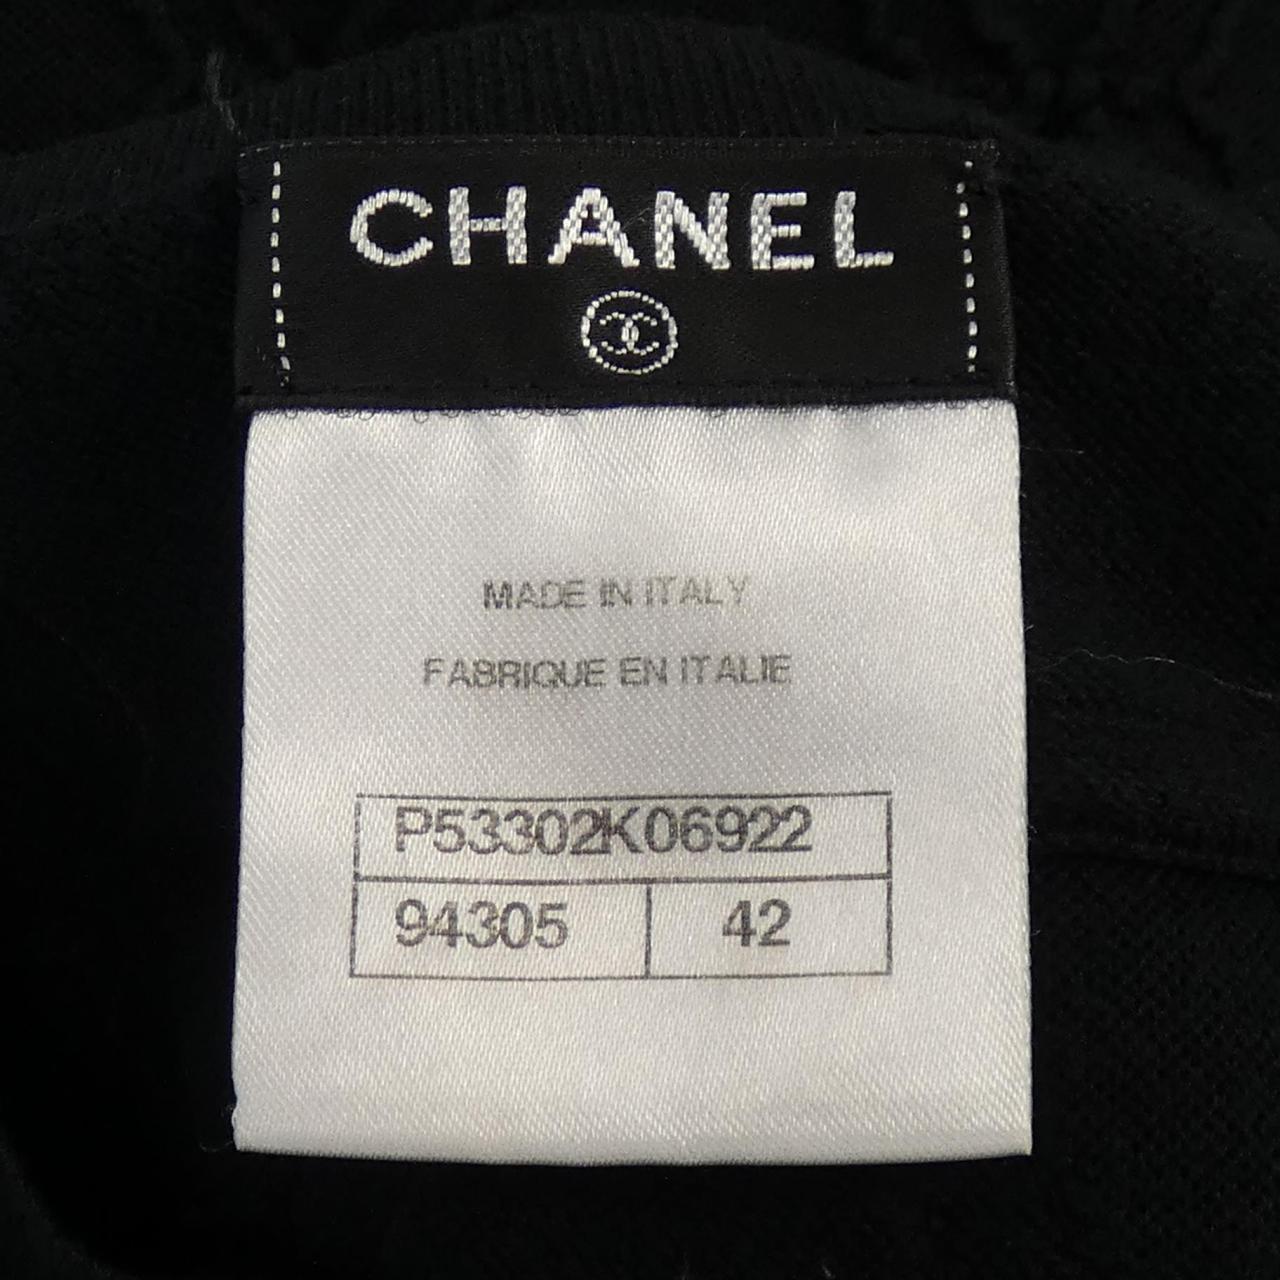 CHANEL
MADE IN ITALY
FABRIQUE EN ITALIE
P53302K06922
94305 42